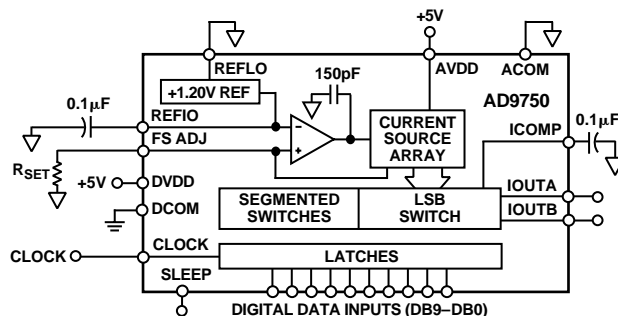 +5V
REFLO
AVDD
ACOM
150pF
+1.20V REF
AD9750
0.1μF
REFIO
FS ADJ
−
+
CURRENT
SOURCE
ARRAY
ICOMP
0.1μF
RSET
+5V
DVDD
DCOM
SEGMENTED
SWITCHES
LSB
SWITCH
IOUTA
IOUTB
CLOCK
CLOCK
LATCHES
SLEEP
DIGITAL DATA INPUTS (DB9–DB0)